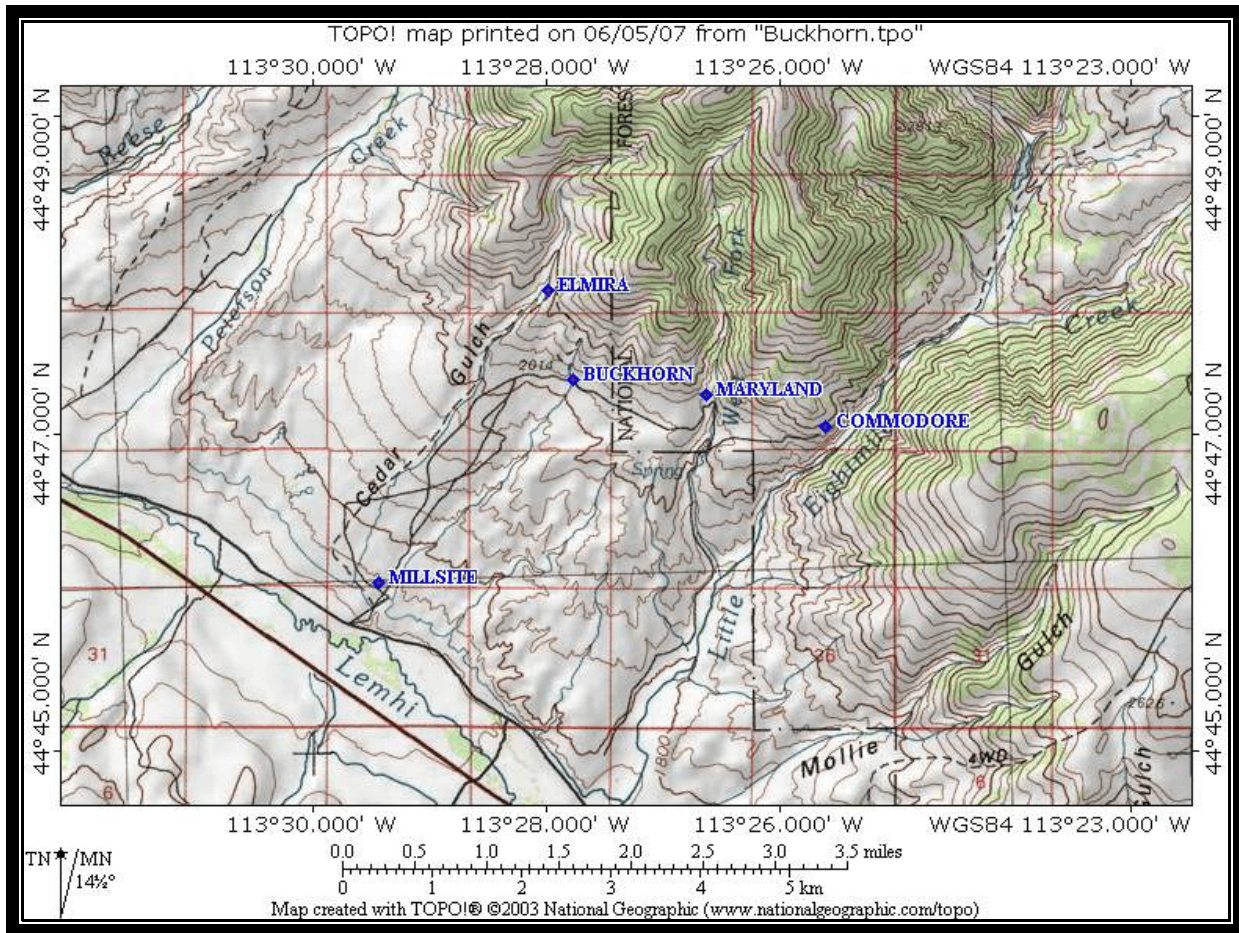 TOPO! map printed on 06/05/07 from "Buckhorn.tpo"
113°30.000' W 113°28.000' W 113°26.000' W WGS84 113°23.000' W
44°49.000' N
44°49.000' N
Reese
Creek
2000
FOREST
Fork
2200
ELMIRA
Peterson
Creek
Gulch
2014
BUCKHORN
NATIONAL
MARYLAND
West
COMMODORE
44°47.000' N
44°47.000' N
Cedar
Spring
Eighumile
MILLSITE
Little
31
Lemhi
36
31
Gulch
44°45.000' N
44°45.000' N
2626
1800
Mollie
4WD
Gulch
6
6
113°30.000' W 113°28.000' W 113°26.000' W WGS84 113°23.000' W
TN MN
14½°
0.0 0.5 1.0 1.5 2.0 2.5 3.0 3.5 miles
0 1 2 3 4 5 km
Map created with TOPO!® ©2003 National Geographic (www.nationalgeographic.com/topo)